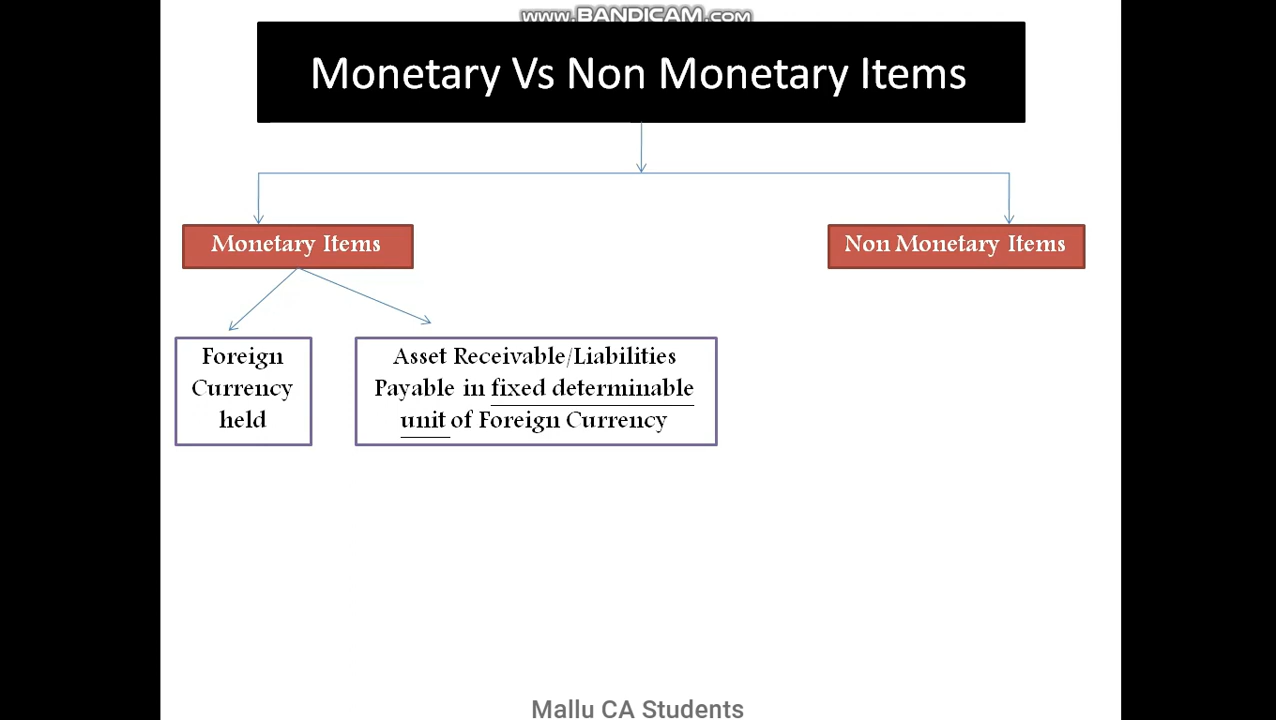 www.BANDICAM.com
Monetary Vs Non Monetary Items
Monetary Items
Non Monetary Items
Foreign
Currency
held
Asset Receivable/Liabilities
Payable in fixed determinable
unit of Foreign Currency
Mallu CA Students